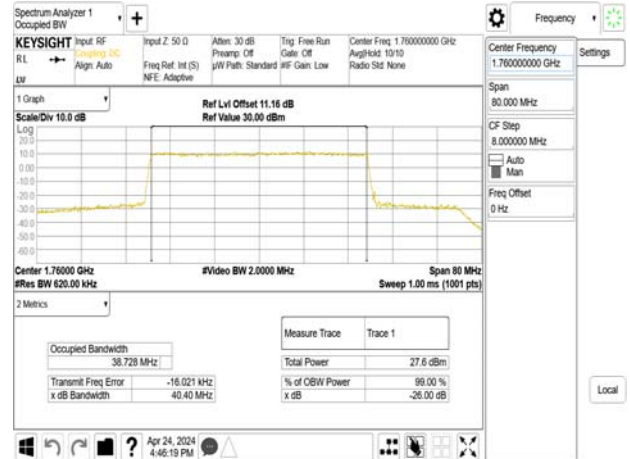 Spectrum Analyzer 1
Occupied BW
Frequency
KEYSIGHT
Input: RF
Input Z: 50 Ω
Atten: 30 dB
Trig: Free Run
Center Freq: 1.760000000 GHz
RL
Coupling: DC
Preamp: Off
Gate: Off
Avg|Hold: 10/10
Align: Auto
Freq Ref: Int (S)
µW Path: Standard
#IF Gain: Low
Radio Std: None
NFE: Adaptive
Center Frequency
1.760000000 GHz
Settings
Span
80.000 MHz
CF Step
8.000000 MHz
Auto
Man
Freq Offset
0 Hz
1 Graph
Ref Lvl Offset 11.16 dB
Scale/Div 10.0 dB
Ref Value 30.00 dBm
Log
20.0
10.0
0.00
-10.0
-20.0
-30.0
-40.0
-50.0
-60.0
Center 1.76000 GHz
#Video BW 2.0000 MHz
Span 80 MHz
#Res BW 620.00 kHz
Sweep 1.00 ms (1001 pts)
2 Metrics
Measure Trace
Trace 1
Occupied Bandwidth
38.728 MHz
Total Power
27.6 dBm
Transmit Freq Error
-16.021 kHz
% of OBW Power
99.00 %
x dB Bandwidth
40.40 MHz
x dB
-26.00 dB
Local
Apr 24, 2024
4:46:19 PM